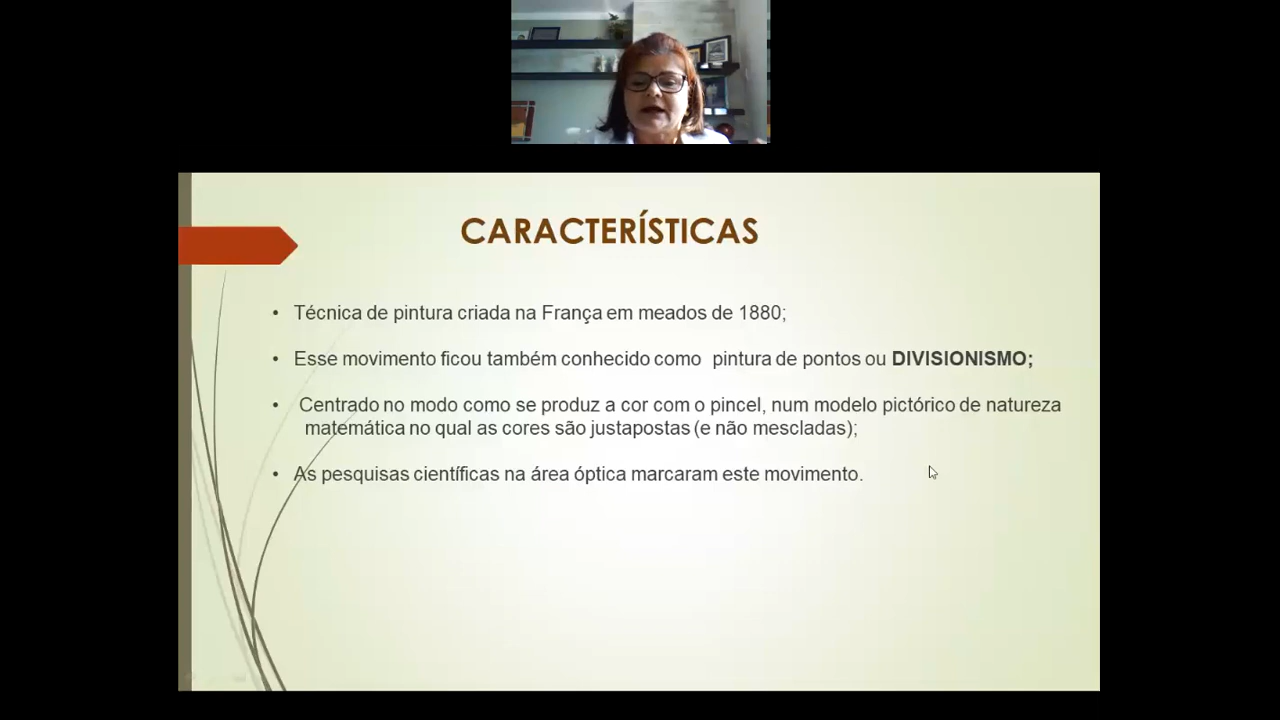 CARACTERÍSTICAS
• Técnica de pintura criada na França em meados de 1880;
• Esse movimento ficou também conhecido como pintura de pontos ou DIVISIONISMO;
• Centrado no modo como se produz a cor com o pincel, num modelo pictórico de natureza
matemática no qual as cores são justapostas (e não mescladas);
• As pesquisas científicas na área óptica marcaram este movimento.